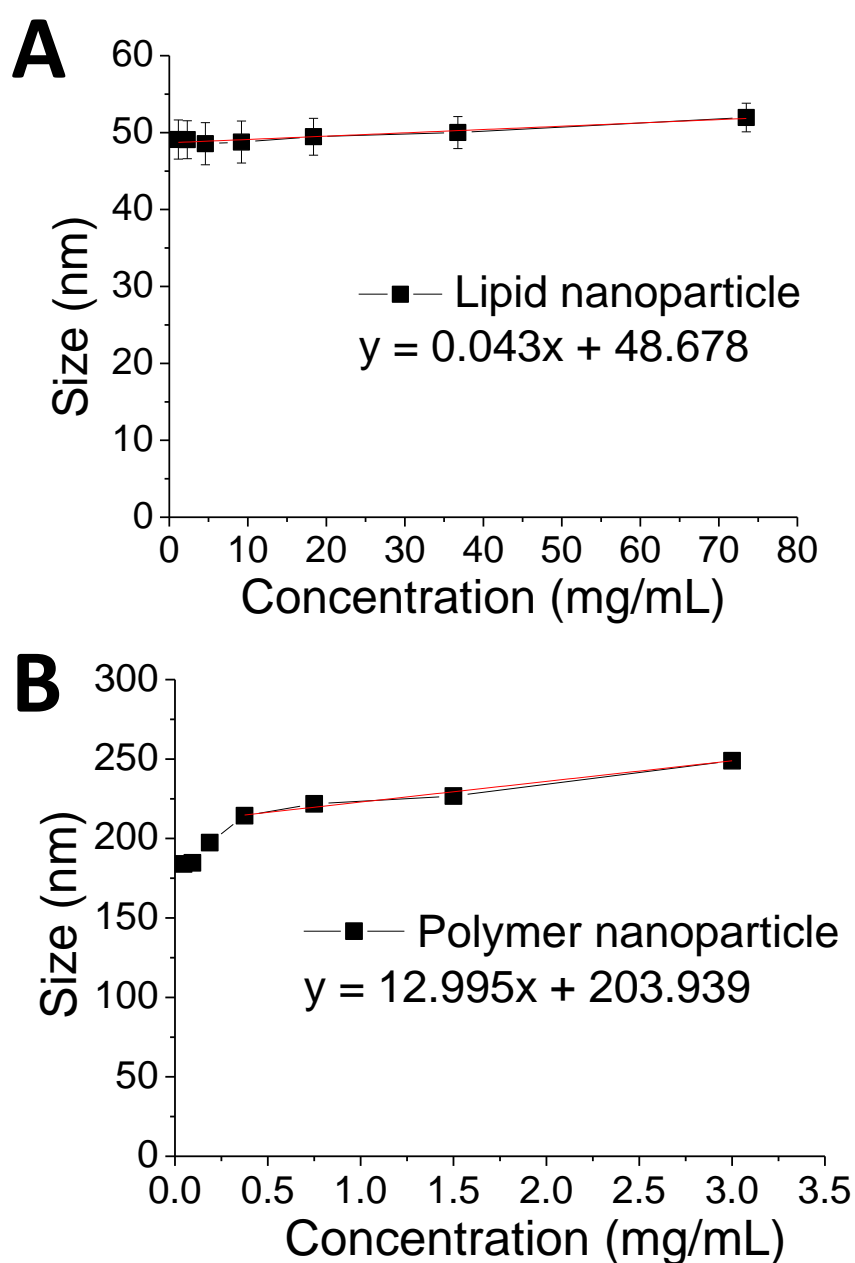 A
60
50
40
30
20
10
0
Size (nm)
Lipid nanoparticle
y = 0.043x + 48.678
0 10 20 30 40 50 60 70 80
Concentration (mg/mL)
B
300
250
200
150
100
50
0
Size (nm)
Polymer nanoparticle
y = 12.995x + 203.939
0.0 0.5 1.0 1.5 2.0 2.5 3.0 3.5
Concentration (mg/mL)